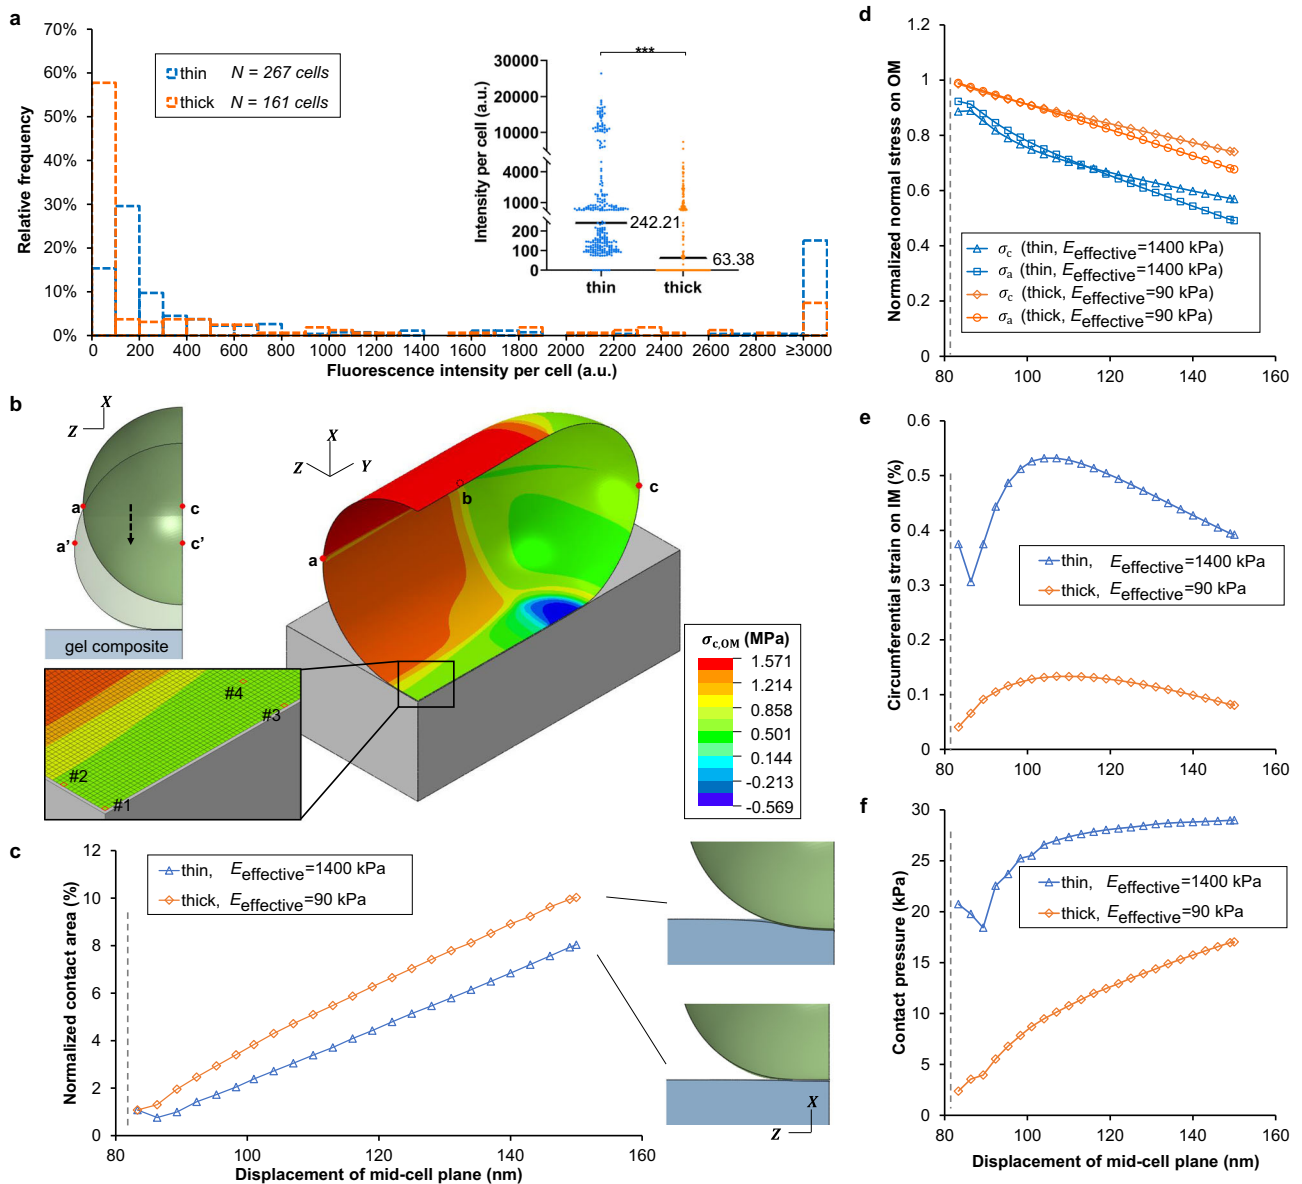 a
70%
60%
50%
40%
30%
20%
10%
0%
Relative frequency
thin N = 267 cells
thick N = 161 cells
0 200 400 600 800 1000 1200 1400 1600 1800 2000 2200 2400 2600 2800 ≥3000
Fluorescence intensity per cell (a.u.)
***
30000
20000
10000
4000
1000
200
100
0
Intensity per cell (a.u.)
242.21
63.38
thin thick
b
X
Z
a
c
a’
c’
gel composite
X
Z
Y
a
b
c
#4
#3
#2
#1
σc,OM (MPa)
1.571
1.214
0.858
0.501
0.144
-0.213
-0.569
c
12
10
8
6
4
2
0
Normalized contact area (%)
thin, Eeffective=1400 kPa
thick, Eeffective=90 kPa
80 100 120 140 160
Displacement of mid-cell plane (nm)
X
Z
d
1.2
1
0.8
0.6
0.4
0.2
0
Normalized normal stress on OM
σc (thin, Eeffective=1400 kPa)
σa (thin, Eeffective=1400 kPa)
σc (thick, Eeffective=90 kPa)
σa (thick, Eeffective=90 kPa)
80 100 120 140 160
e
0.6
0.5
0.4
0.3
0.2
0.1
0
Circumferential strain on IM (%)
thin, Eeffective=1400 kPa
thick, Eeffective=90 kPa
80 100 120 140 160
f
30
25
20
15
10
5
0
Contact pressure (kPa)
thin, Eeffective=1400 kPa
thick, Eeffective=90 kPa
80 100 120 140 160
Displacement of mid-cell plane (nm)